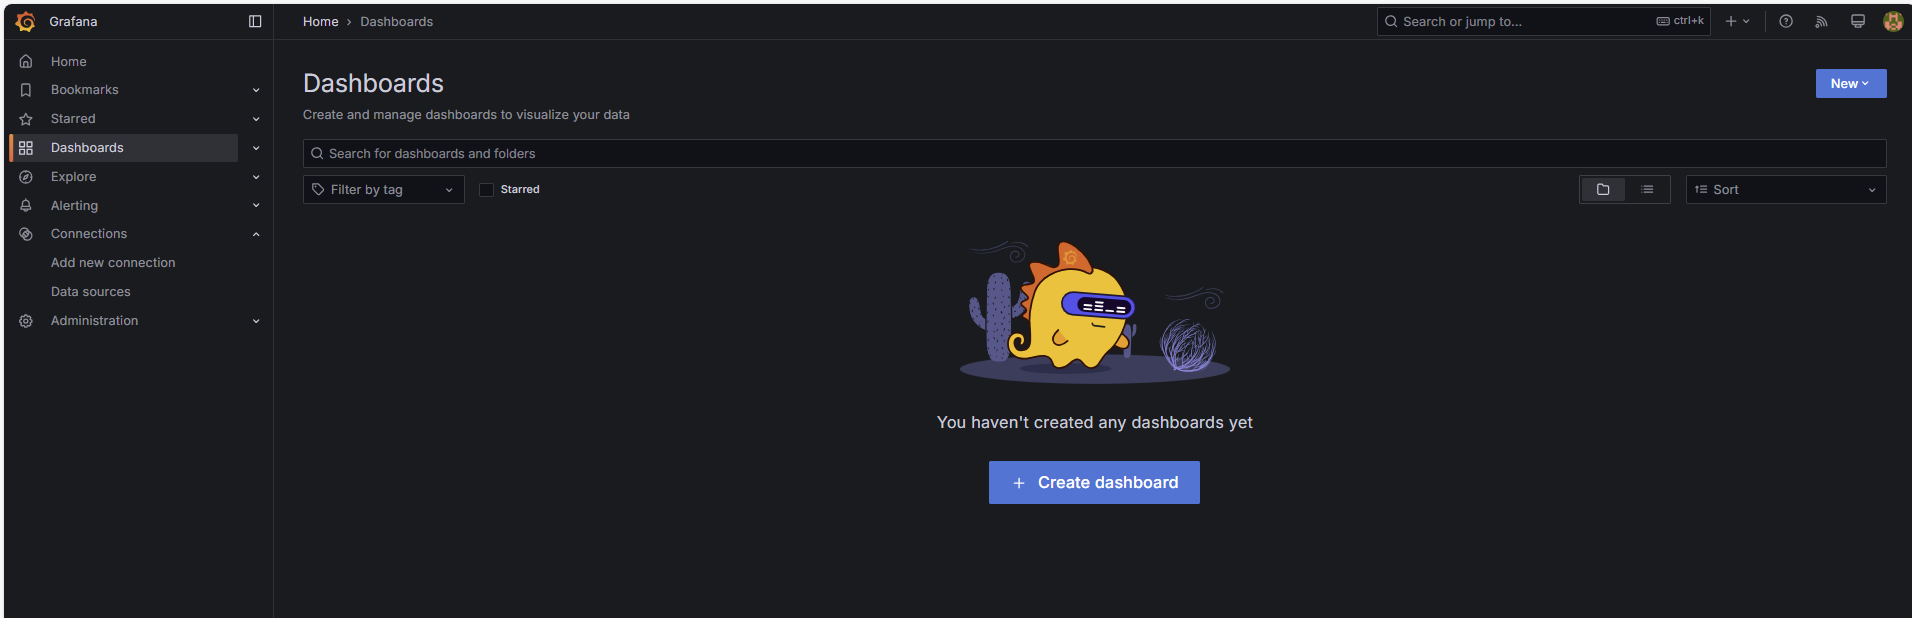 Grafana
Home › Dashboards
Search or jump to...
ctrl+k
Home
Bookmarks
Starred
Dashboards
Explore
Alerting
Connections
Add new connection
Data sources
Administration
Dashboards
New
Create and manage dashboards to visualize your data
Search for dashboards and folders
Filter by tag
Starred
Sort
You haven't created any dashboards yet
+ Create dashboard